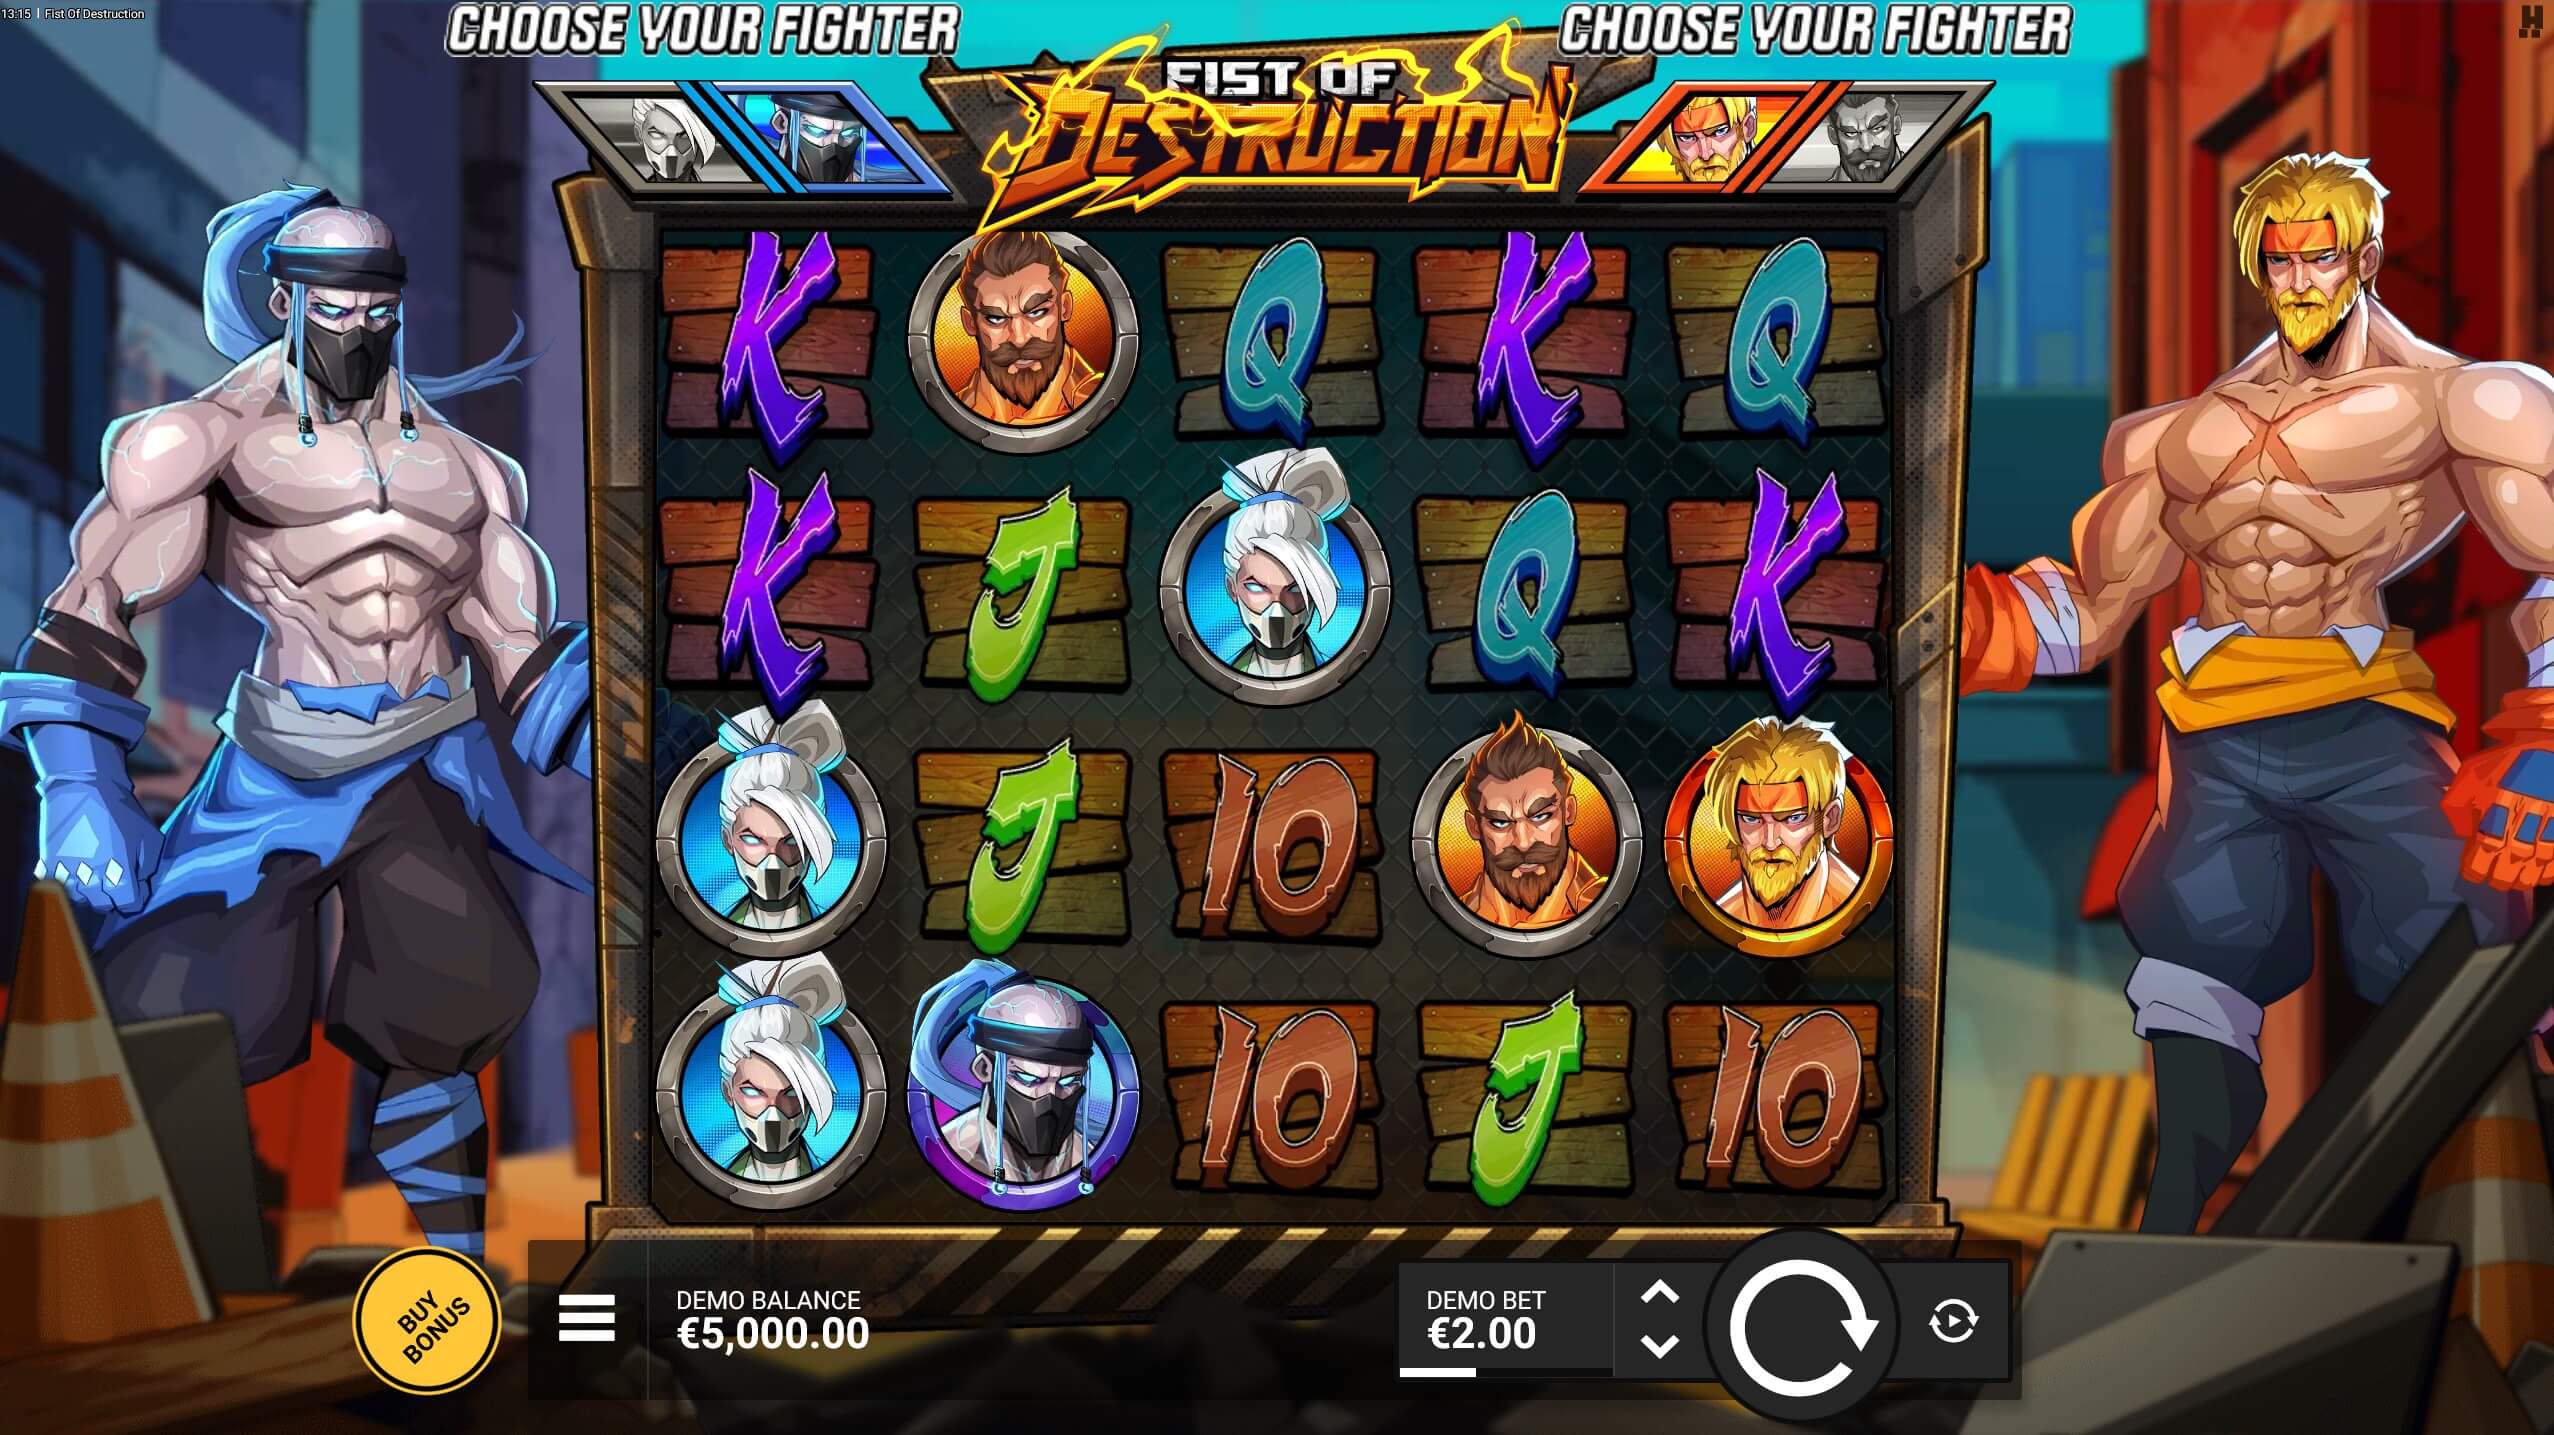 13:15 | Fist Of Destruction
CHOOSE YOUR FIGHTER
CHOOSE YOUR FIGHTER
FIST OF
DESTRUCTION
K Q K Q
K J Q K
J 10
10 J 10
BUY
BONUS
DEMO BALANCE
€5,000.00
DEMO BET
€2.00